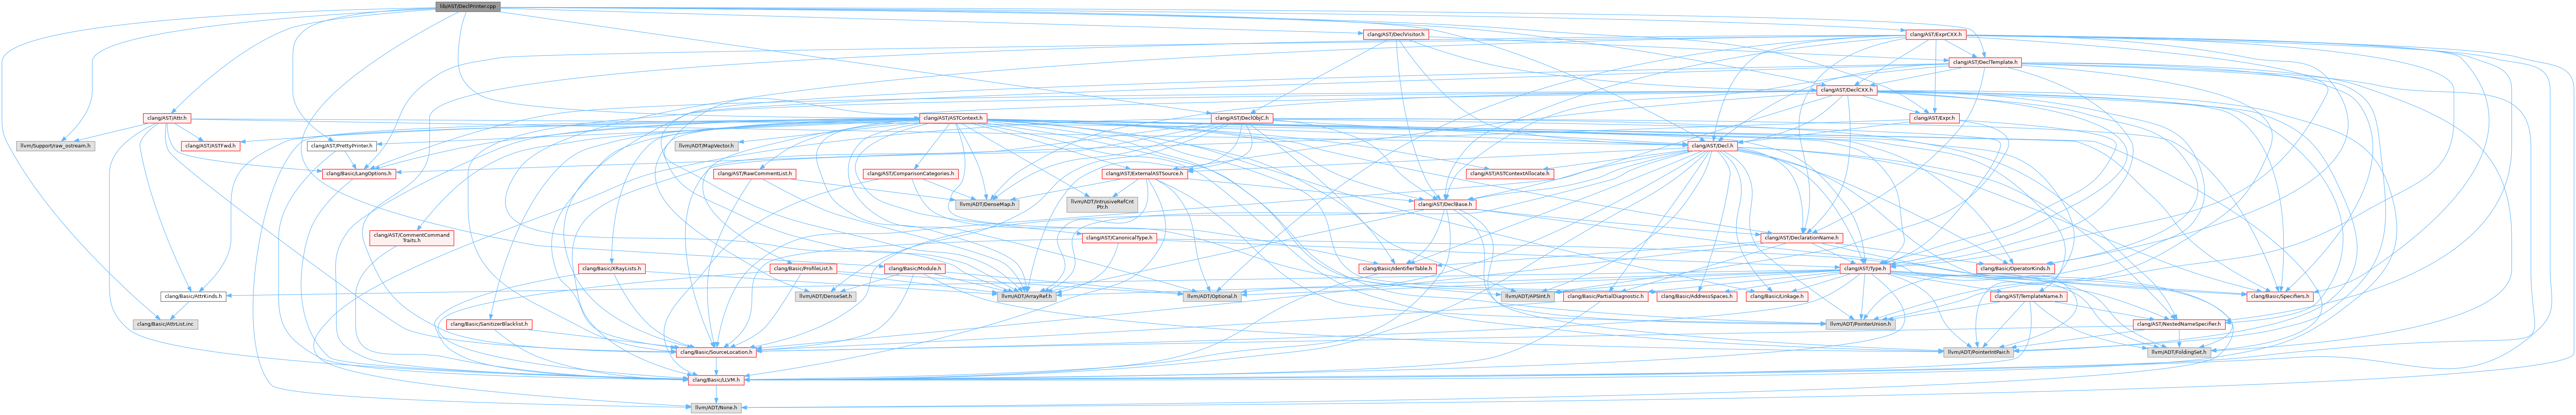 lib/AST/DeclPrinter.cpp
clang/AST/DeclVisitor.h
clang/AST/ExprCXX.h
clang/AST/DeclTemplate.h
clang/AST/DeclCXX.h
clang/AST/Attr.h
clang/AST/ASTContext.h
clang/AST/DeclObjC.h
clang/AST/Expr.h
llvm/Support/raw_ostream.h
clang/AST/ASTFwd.h
clang/AST/PrettyPrinter.h
llvm/ADT/MapVector.h
clang/AST/Decl.h
clang/Basic/LangOptions.h
clang/AST/RawCommentList.h
clang/AST/ComparisonCategories.h
clang/AST/ExternalASTSource.h
clang/AST/ASTContextAllocate.h
llvm/ADT/DenseMap.h
llvm/ADT/IntrusiveRefCnt
Ptr.h
clang/AST/DeclBase.h
clang/AST/CommentCommand
Traits.h
clang/AST/CanonicalType.h
clang/AST/DeclarationName.h
clang/Basic/XRayLists.h
clang/Basic/ProfileList.h
clang/Basic/Module.h
clang/Basic/IdentifierTable.h
clang/AST/Type.h
clang/Basic/OperatorKinds.h
clang/Basic/AttrKinds.h
llvm/ADT/DenseSet.h
llvm/ADT/ArrayRef.h
llvm/ADT/Optional.h
llvm/ADT/APSInt.h
clang/Basic/PartialDiagnostic.h
clang/Basic/AddressSpaces.h
clang/Basic/Linkage.h
clang/AST/TemplateName.h
clang/Basic/Specifiers.h
clang/Basic/AttrList.inc
clang/Basic/SanitizerBlacklist.h
llvm/ADT/PointerUnion.h
clang/AST/NestedNameSpecifier.h
clang/Basic/SourceLocation.h
llvm/ADT/PointerIntPair.h
llvm/ADT/FoldingSet.h
clang/Basic/LLVM.h
llvm/ADT/None.h